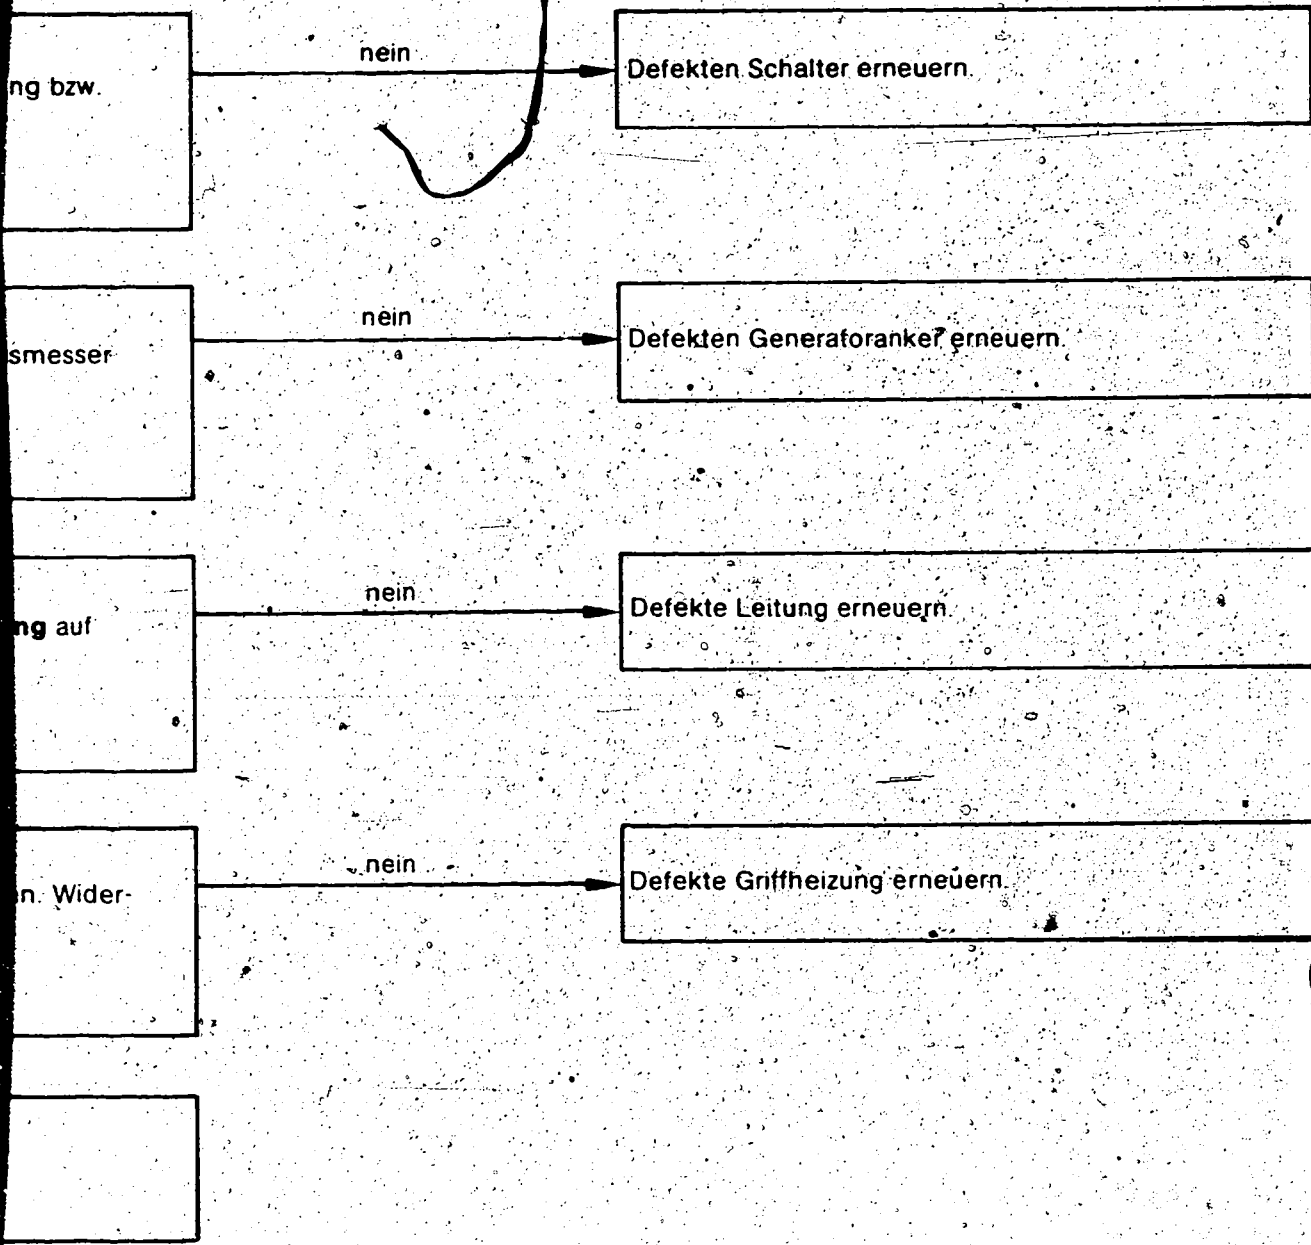 nein
Defekten Schalter erneuern.
ng bzw.
nein
Defekten Generatoranker erneuern.
smesser
nein
Defekte Leitung erneuern.
ng auf
nein
Defekte Griffheizung erneuern.
in. Wider-